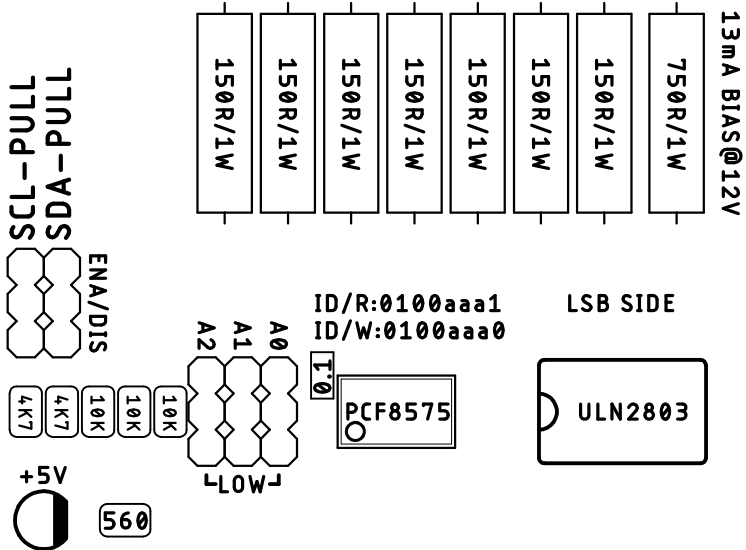 150R/1W
150R/1W
150R/1W
150R/1W
150R/1W
150R/1W
150R/1W
750R/1W
13mA BIAS@12V
SCL-PULL
SDA-PULL
ENA/DIS
ID/R:0100aaa1
ID/W:0100aaa0
LSB SIDE
A2
A1
A0
1.0
4K7
4K7
10K
10K
10K
PCF8575
ULN2803
LOW
+5V
560